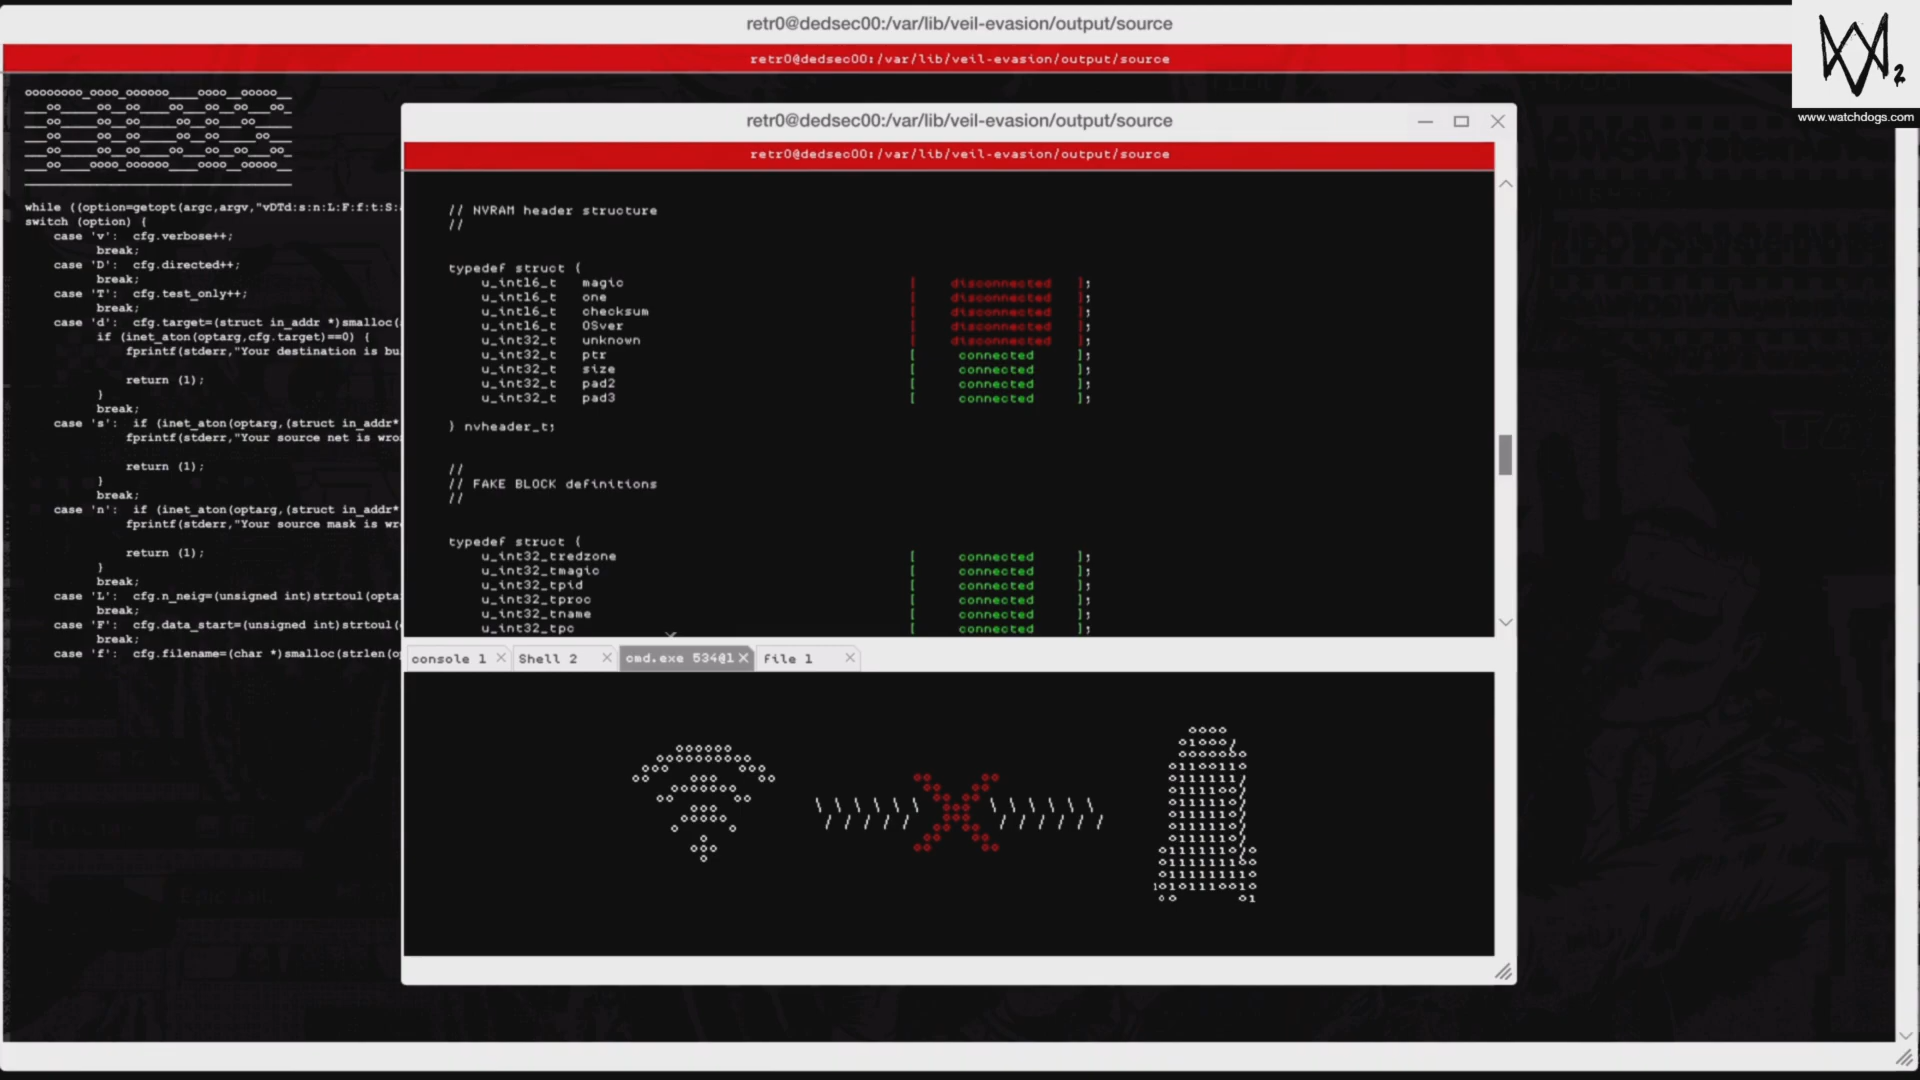 retr0@dedsec00:/var/lib/veil-evasion/output/source
retr0@dedsec00:/var/lib/veil-evasion/output/source
2
www.watchdogs.com
while ((option=getopt(argc,argv,"vDTd:s:n:L:F:f:t:S:
switch (option) {
case 'v': cfg.verbose++;
break;
case 'D': cfg.directed++;
break;
case 'T': cfg.test_only++;
break;
case 'd': cfg.target=(struct in_addr *)smalloc(
if (inet_aton(optarg,cfg.target)==0) {
fprintf(stderr,"Your destination is bu
return (1);
}
break;
case 's': if (inet_aton(optarg,(struct in_addr*
fprintf(stderr,"Your source net is wro
return (1);
}
break;
case 'n': if (inet_aton(optarg,(struct in_addr*
fprintf(stderr,"Your source mask is wr
return (1);
}
break;
case 'L': cfg.n_neig=(unsigned int)strtoul(opta
break;
case 'F': cfg.data_start=(unsigned int)strtoul(
break;
case 'f': cfg.filename=(char *)smalloc(strlen(op
retr0@dedsec00:/var/lib/veil-evasion/output/source
retr0@dedsec00:/var/lib/veil-evasion/output/source
// NVRAM header structure
//
typedef struct {
u_int16_t magic [ disconnected ];
u_int16_t one [ disconnected ];
u_int16_t checksum [ disconnected ];
u_int16_t OSver [ disconnected ];
u_int32_t unknown [ disconnected ];
u_int32_t ptr [ connected ];
u_int32_t size [ connected ];
u_int32_t pad2 [ connected ];
u_int32_t pad3 [ connected ];
} nvheader_t;
//
// FAKE BLOCK definitions
//
typedef struct {
u_int32_tredzone [ connected ];
u_int32_tmagic [ connected ];
u_int32_tpid [ connected ];
u_int32_tproc [ connected ];
u_int32_tname [ connected ];
u_int32_tpc [ connected ];
console 1 Shell 2 cmd.exe 534@1 File 1